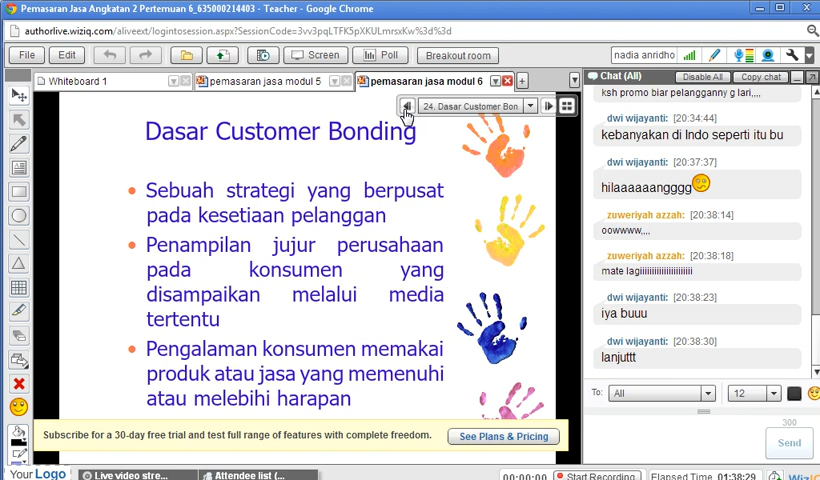 Pemasaran Jasa Angkatan 2 Pertemuan 6_635000214403 - Teacher - Google Chrome
authorlive.wiziq.com/aliveext/logintosession.aspx?SessionCode=3vv3pqLTFK5pXKULmrsxKw%3d%3d
File Edit Screen Poll Breakout room nadia anridho
Whiteboard 1 pemasaran jasa modul 5 pemasaran jasa modul 6
24. Dasar Customer Bon
Dasar Customer Bonding
• Sebuah strategi yang berpusat
pada kesetiaan pelanggan
• Penampilan jujur perusahaan
pada konsumen yang
disampaikan melalui media
tertentu
• Pengalaman konsumen memakai
produk atau jasa yang memenuhi
atau melebihi harapan
Subscribe for a 30-day free trial and test full range of features with complete freedom. See Plans & Pricing
Your Logo Live video stre... Attendee list (...
Chat (All) Disable All Copy chat
ksh promo biar pelangganny g lari,,,,
dwi wijayanti: [20:34:44]
kebanyakan di Indo seperti itu bu
dwi wijayanti: [20:37:37]
hilaaaaaangggg
zuweriyah azzah: [20:38:14]
oowwww,,,,
zuweriyah azzah: [20:38:18]
mate lagiiiiiiiiiiiiiiiiiiiiii
dwi wijayanti: [20:38:23]
iya buuu
dwi wijayanti: [20:38:30]
lanjuttt
To: All 12
300
Send
00:00:00 Start Recording Elapsed Time: 01:38:29 WizIQ